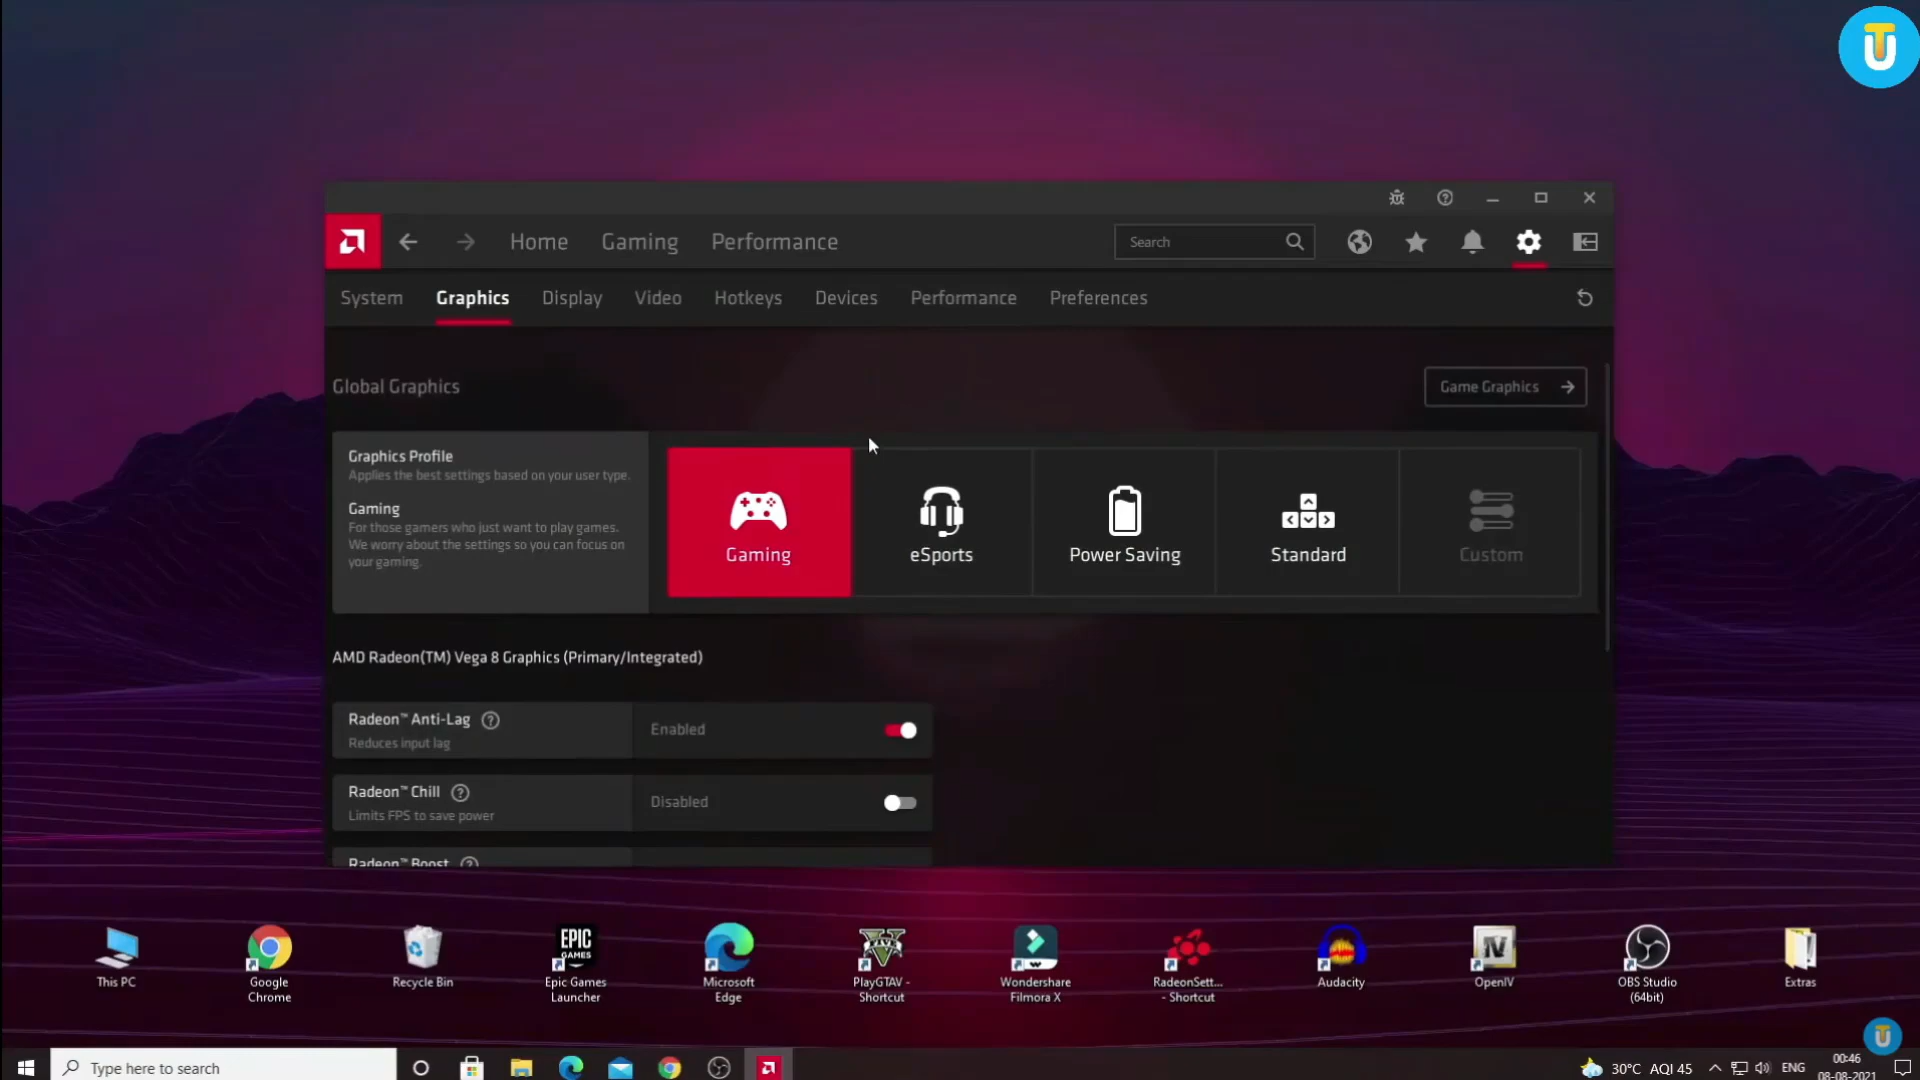 Home Gaming Performance Search
System Graphics Display Video Hotkeys Devices Performance Preferences
Global Graphics
Game Graphics
Graphics Profile
Applies the best settings based on your user type.
Gaming
For those gamers who just want to play games.
We worry about the settings so you can focus on
your gaming.
Gaming
eSports
Power Saving
Standard
Custom
AMD Radeon(TM) Vega 8 Graphics (Primary/Integrated)
Radeon™ Anti-Lag
Reduces input lag
Enabled
Radeon™ Chill
Limits FPS to save power
Disabled
Radeon™ Boost
This PC
Google
Chrome
Recycle Bin
EPIC
GAMES
Epic Games
Launcher
Microsoft
Edge
PlayGTAV -
Shortcut
Wondershare
Filmora X
RadeonSett...
- Shortcut
Audacity
IV
OpenIV
OBS Studio
(64bit)
Extras
Type here to search
30°C AQI 45
ENG
00:46
08-08-2021